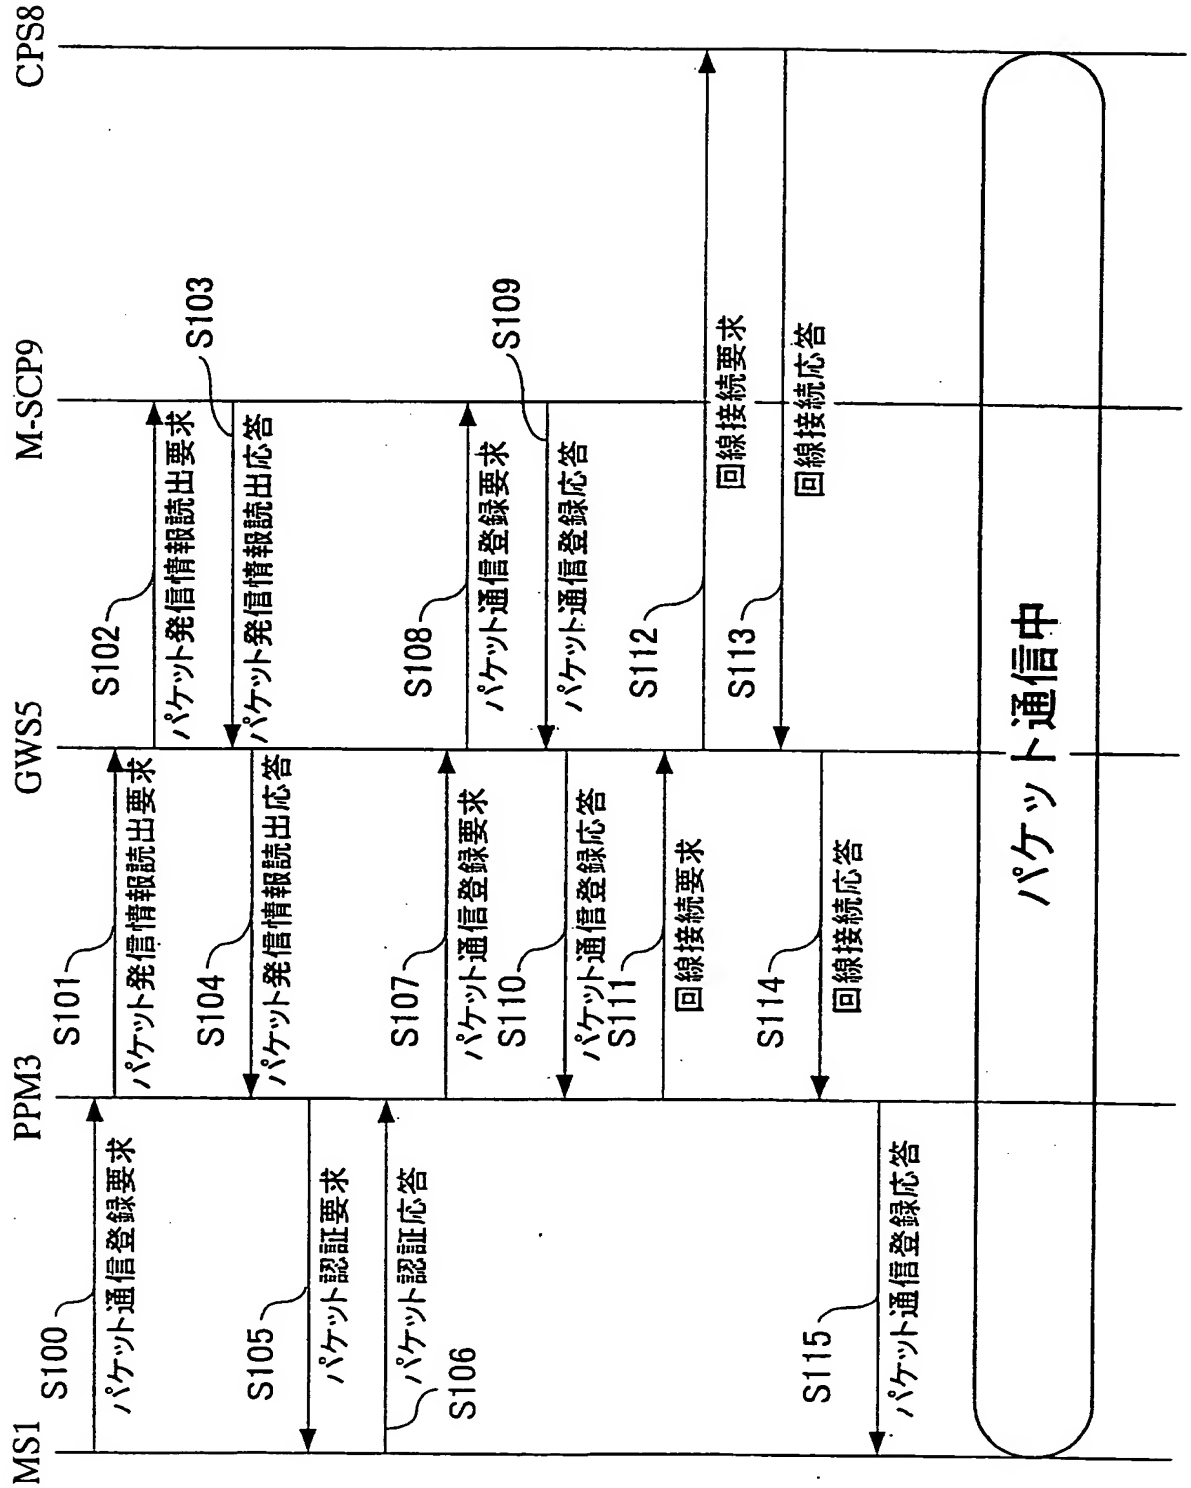 MS1
PPM3
GWS5
M-SCP9
CPS8
S100
パケット通信登録要求
S101
パケット発信情報読出要求
S102
パケット発信情報読出要求
S103
パケット発信情報読出応答
S104
パケット発信情報読出応答
S105
パケット認証要求
S106
パケット認証応答
S107
パケット通信登録要求
S108
パケット通信登録要求
S109
パケット通信登録応答
S110
パケット通信登録応答
S111
回線接続要求
S112
回線接続要求
S113
回線接続応答
S114
回線接続応答
S115
パケット通信登録応答
パケット通信中